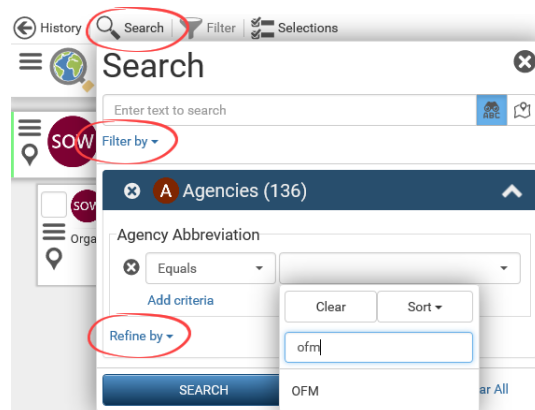 History Search Filter Selections
Search
Enter text to search
ABC
Filter by
SOW
A Agencies (136)
SOW
Orga
Agency Abbreviation
Equals
Add criteria
Clear Sort
Refine by
ofm
SEARCH
OFM
ar All